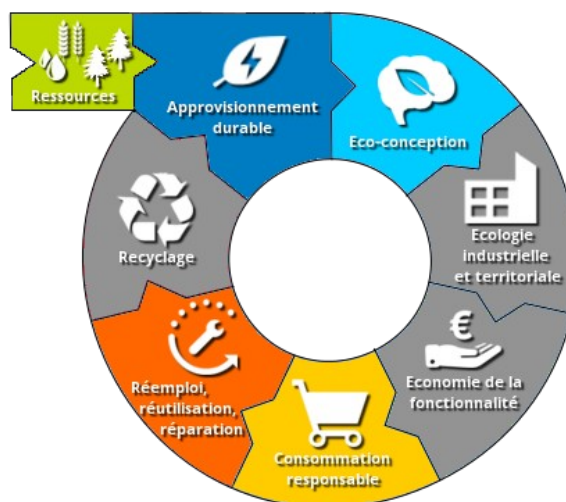 Ressources
Approvisionnement
durable
Eco-conception
Ecologie
industrielle
et territoriale
€
Economie de la
fonctionnalité
Consommation
responsable
Réemploi,
réutilisation,
réparation
Recyclage